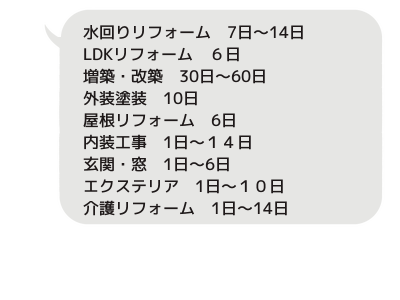 水回りリフォーム　7日〜14日
LDKリフォーム　６日
増築・改築　30日〜60日
外装塗装　10日
屋根リフォーム　6日
内装工事　1日〜１４日
玄関・窓　1日〜6日
エクステリア　1日〜１０日
介護リフォーム　1日〜14日